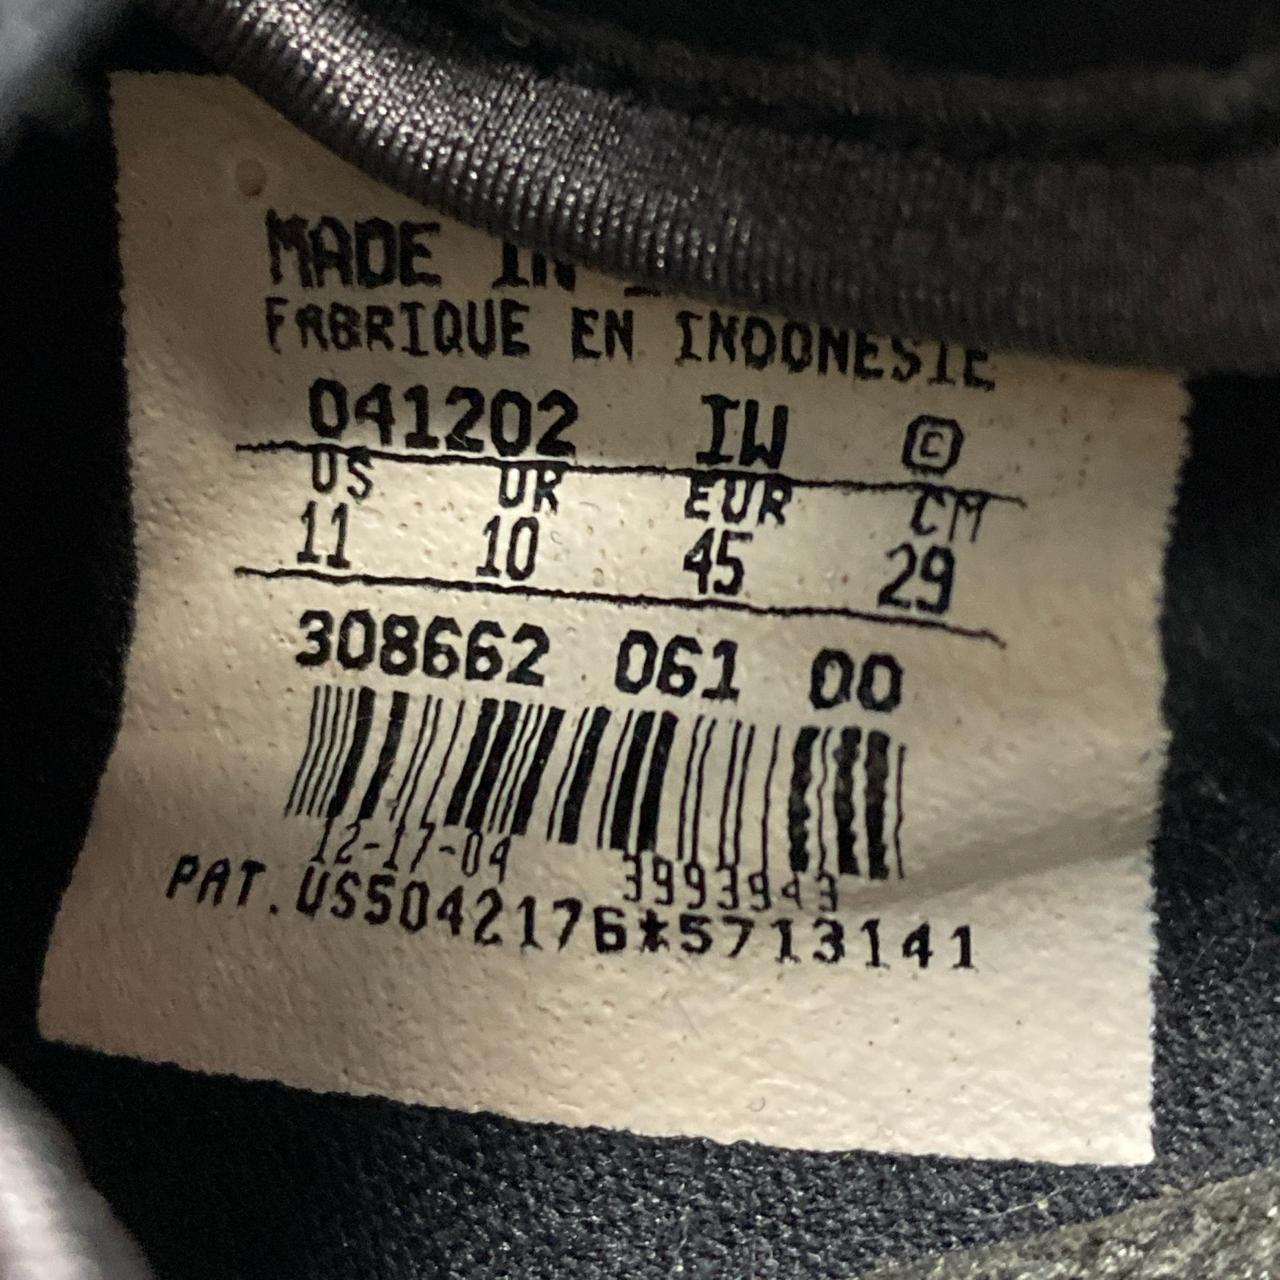 MADE IN
FABRIQUE EN INDONESIE
041202 IW ©
US UK EUR CM
11 10 45 29
308662 061 00
12-17-04 3993943
PAT.US5042176*5713141